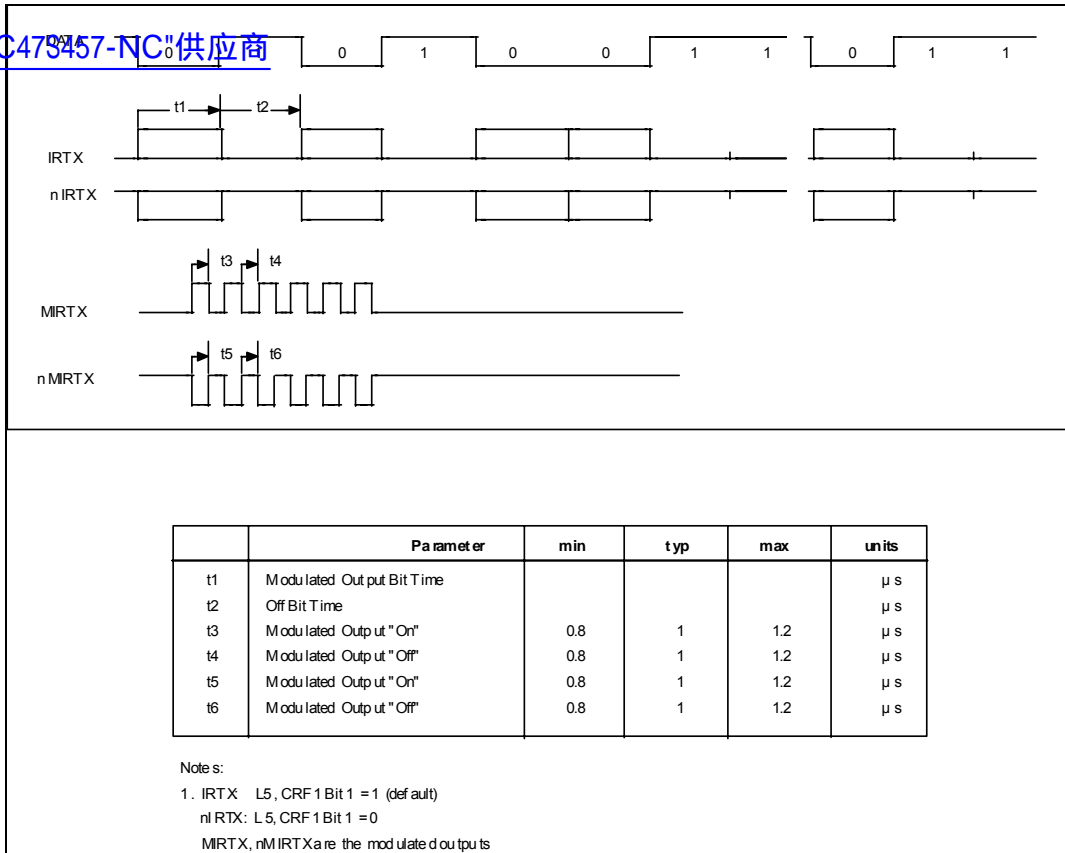 C473457-NC"供应商
DATA 0 0 1 0 0 1 1 0 1 1
t1 t2
IRTX
nIRTX
t3 t4
MIRTX
t5 t6
nMIRTX
Parameter min typ max units
t1 Modulated Output Bit Time µs
t2 Off Bit Time µs
t3 Modulated Output "On" 0.8 1 1.2 µs
t4 Modulated Output "Off" 0.8 1 1.2 µs
t5 Modulated Output "On" 0.8 1 1.2 µs
t6 Modulated Output "Off" 0.8 1 1.2 µs
Notes:
1. IRTX: L5, CRF1 Bit 1 = 1 (default)
nIRTX: L5, CRF1 Bit 1 = 0
MIRTX, nMIRTX are the modulated outputs